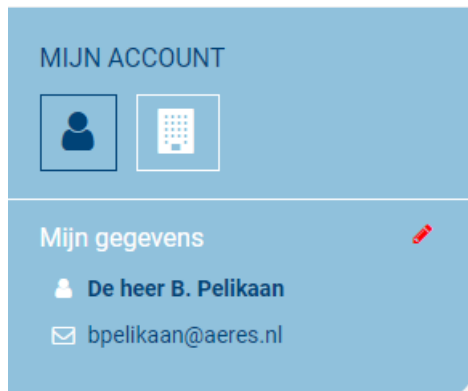 MIJN ACCOUNT
Mijn gegevens
De heer B. Pelikaan
bpelikaan@aeres.nl